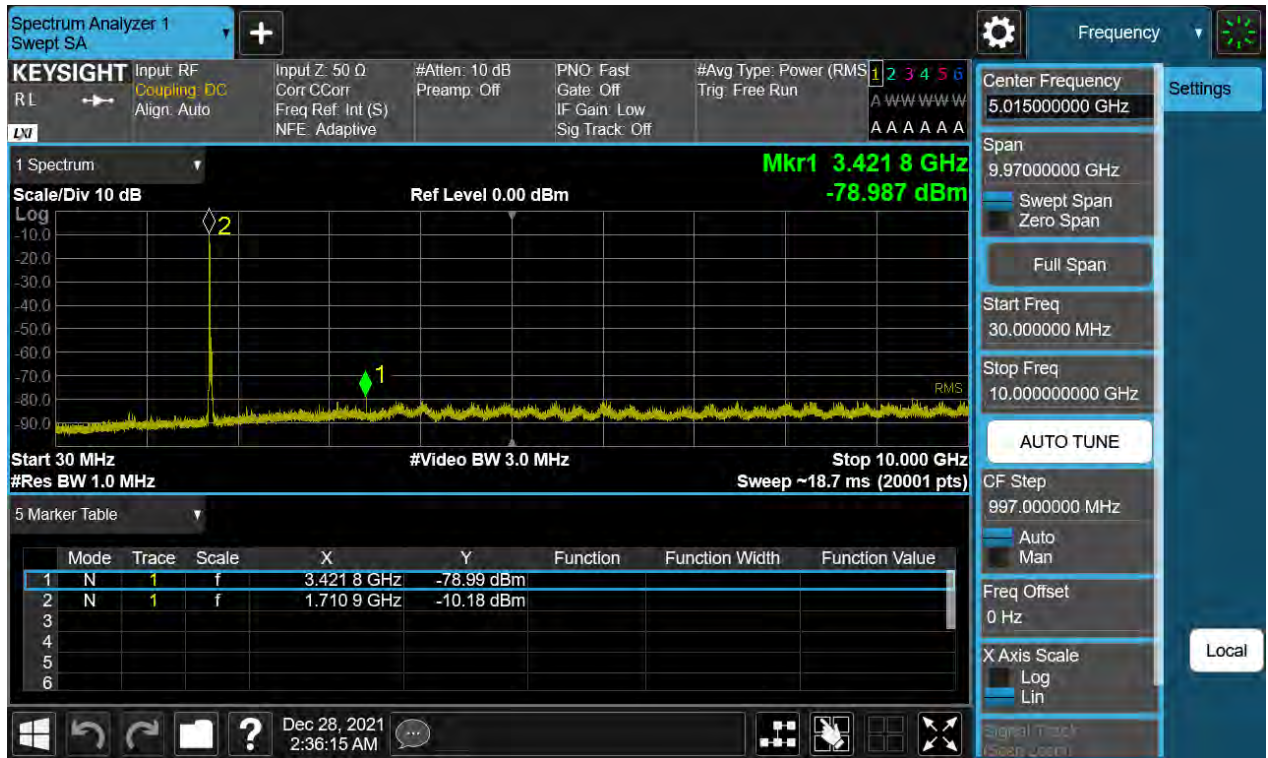 Spectrum Analyzer 1
Swept SA
+
Frequency
KEYSIGHT
RL
LXI
Input: RF
Coupling: DC
Align: Auto
Input Z: 50 Ω
Corr CCorr
Freq Ref: Int (S)
NFE: Adaptive
#Atten: 10 dB
Preamp: Off
PNO: Fast
Gate: Off
IF Gain: Low
Sig Track: Off
#Avg Type: Power (RMS
Trig: Free Run
1 2 3 4 5 6
A W W W W W
A A A A A A
1 Spectrum
Mkr1 3.421 8 GHz
Scale/Div 10 dB
Ref Level 0.00 dBm
-78.987 dBm
Log
2
-10.0
-20.0
-30.0
-40.0
-50.0
-60.0
1
-70.0
RMS
-80.0
-90.0
Start 30 MHz
#Video BW 3.0 MHz
Stop 10.000 GHz
#Res BW 1.0 MHz
Sweep ~18.7 ms (20001 pts)
5 Marker Table
Mode Trace Scale X Y Function Function Width Function Value
1 N 1 f 3.421 8 GHz -78.99 dBm
2 N 1 f 1.710 9 GHz -10.18 dBm
3
4
5
6
?
Dec 28, 2021
2:36:15 AM
Center Frequency
5.015000000 GHz
Settings
Span
9.97000000 GHz
Swept Span
Zero Span
Full Span
Start Freq
30.000000 MHz
Stop Freq
10.000000000 GHz
AUTO TUNE
CF Step
997.000000 MHz
Auto
Man
Freq Offset
0 Hz
X Axis Scale
Log
Lin
Local
Signal Track
(Span Zoom)